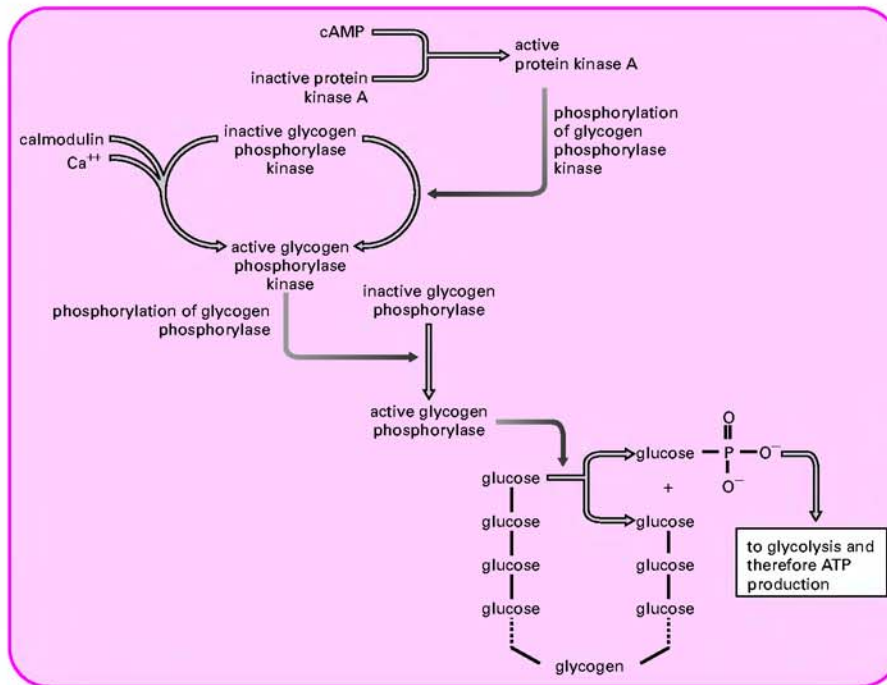 cAMP
inactive protein
kinase A
active
protein kinase A
phosphorylation
of glycogen
phosphorylase
kinase
calmodulin
Ca⁺⁺
inactive glycogen
phosphorylase
kinase
active glycogen
phosphorylase
kinase
phosphorylation of glycogen
phosphorylase
inactive glycogen
phosphorylase
active glycogen
phosphorylase
O
glucose P O⁻
O⁻
glucose
+
glucose glucose
glucose glucose
glucose glucose
glycogen
to glycolysis and
therefore ATP
production